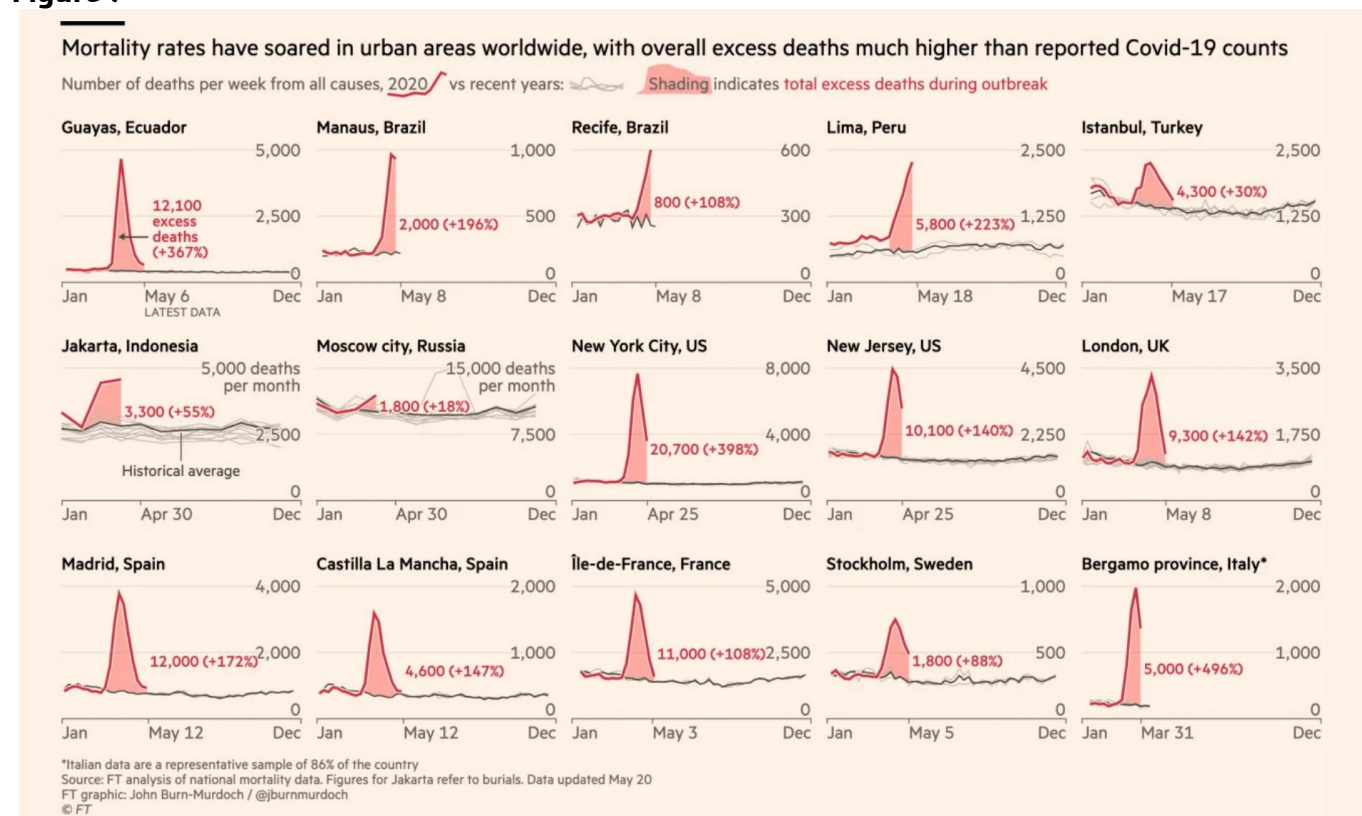 Mortality rates have soared in urban areas worldwide, with overall excess deaths much higher than reported Covid-19 counts
Number of deaths per week from all causes, 2020 vs recent years: Shading indicates total excess deaths during outbreak
Guayas, Ecuador
5,000
12,100
excess
deaths
(+367%)
2,500
0
Jan May 6 Dec
LATEST DATA
Manaus, Brazil
1,000
2,000 (+196%)
500
0
Jan May 8 Dec
Recife, Brazil
600
800 (+108%)
300
0
Jan May 8 Dec
Lima, Peru
2,500
5,800 (+223%)
1,250
0
Jan May 18 Dec
Istanbul, Turkey
2,500
4,300 (+30%)
1,250
0
Jan May 17 Dec
Jakarta, Indonesia
5,000 deaths
per month
3,300 (+55%)
2,500
Historical average
0
Jan Apr 30 Dec
Moscow city, Russia
15,000 deaths
per month
1,800 (+18%)
7,500
0
Jan Apr 30 Dec
New York City, US
8,000
4,000
20,700 (+398%)
0
Jan Apr 25 Dec
New Jersey, US
4,500
10,100 (+140%)
2,250
0
Jan Apr 25 Dec
London, UK
3,500
9,300 (+142%)
1,750
0
Jan May 8 Dec
Madrid, Spain
4,000
12,000 (+172%)
2,000
0
Jan May 12 Dec
Castilla La Mancha, Spain
2,000
1,000
4,600 (+147%)
0
Jan May 12 Dec
Île-de-France, France
5,000
11,000 (+108%)
2,500
0
Jan May 3 Dec
Stockholm, Sweden
1,000
1,800 (+88%)
500
0
Jan May 5 Dec
Bergamo province, Italy*
2,000
1,000
5,000 (+496%)
0
Jan Mar 31 Dec
*Italian data are a representative sample of 86% of the country
Source: FT analysis of national mortality data. Figures for Jakarta refer to burials. Data updated May 20
FT graphic: John Burn-Murdoch / @jburnmurdoch
© FT